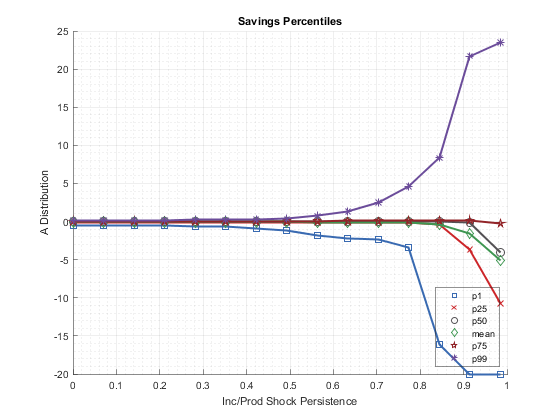 Savings Percentiles
25
20
15
10
5
0
-5
-10
-15
-20
A Distribution
p1
p25
p50
mean
p75
p99
0 0.1 0.2 0.3 0.4 0.5 0.6 0.7 0.8 0.9 1
Inc/Prod Shock Persistence